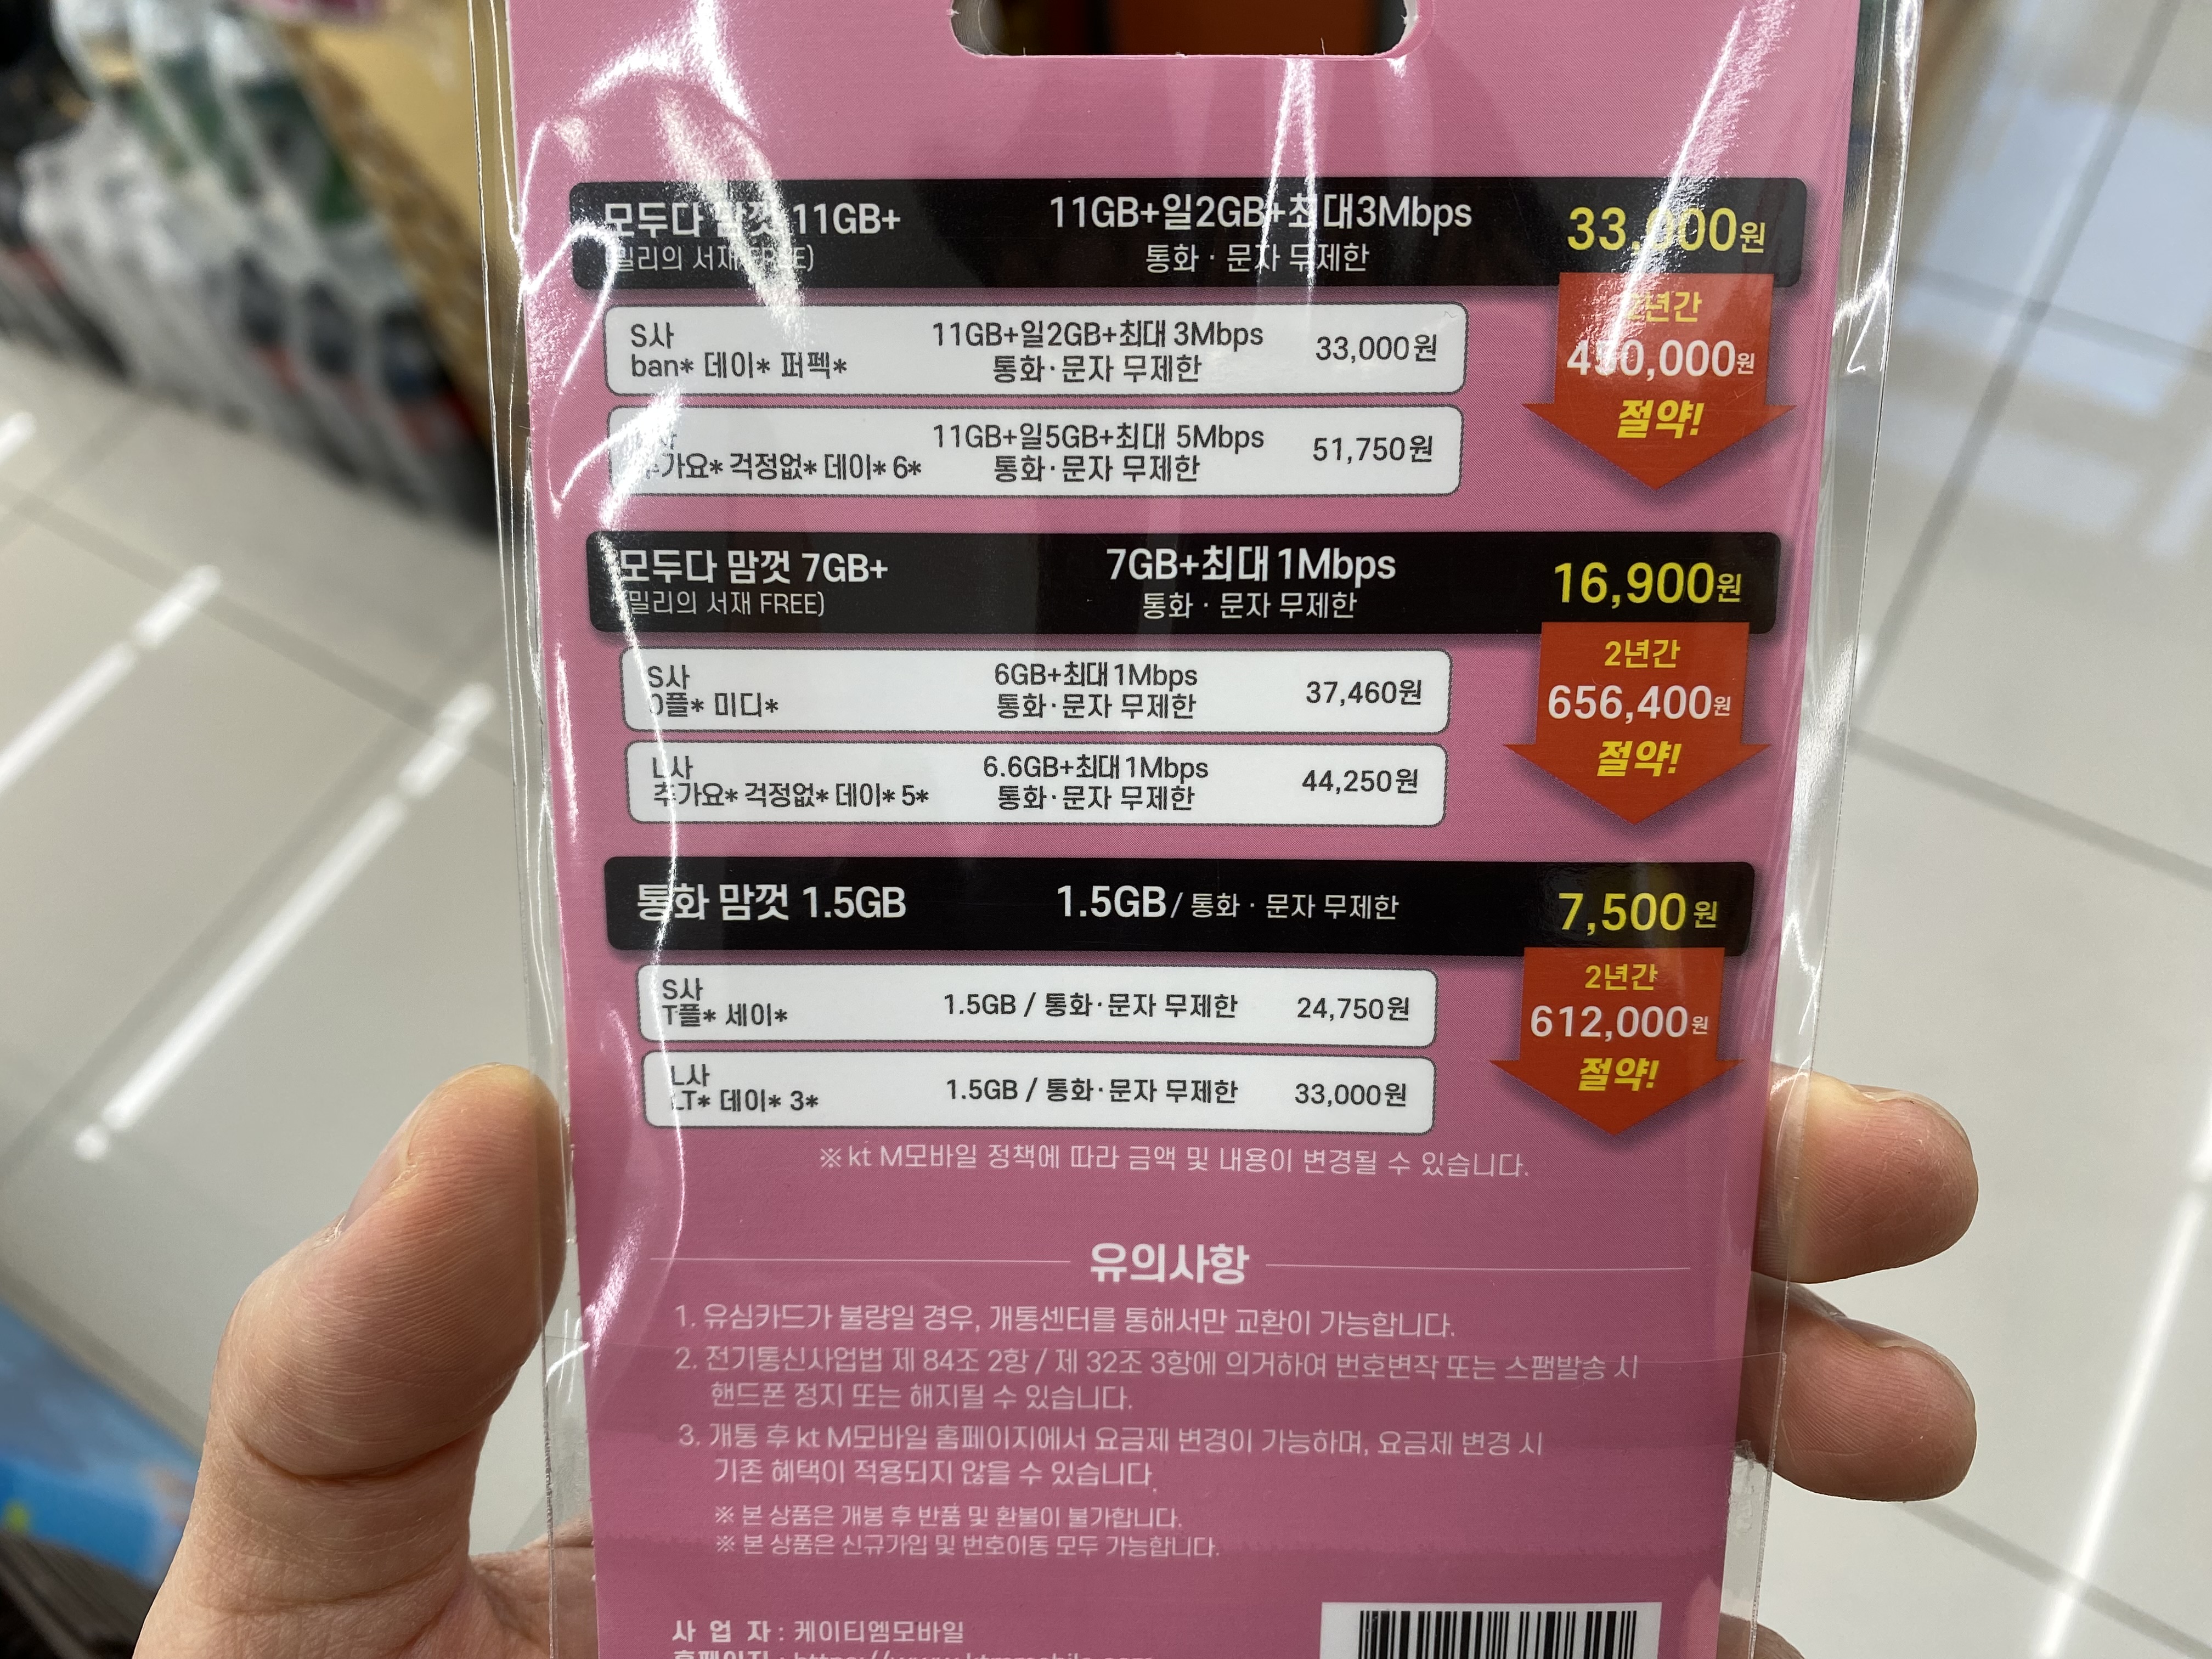 모두다 맘껏 11GB+
(밀리의 서재 FREE)
11GB+일2GB+최대3Mbps
통화 · 문자 무제한
33,000원
S사
ban* 데이* 퍼펙*
11GB+일2GB+최대 3Mbps
통화·문자 무제한
33,000원
2년간
450,000원
절약!
추가요* 걱정없* 데이* 6*
11GB+일5GB+최대 5Mbps
통화·문자 무제한
51,750원
모두다 맘껏 7GB+
(밀리의 서재 FREE)
7GB+최대 1Mbps
통화 · 문자 무제한
16,900원
S사
0플* 미디*
6GB+최대 1Mbps
통화·문자 무제한
37,460원
2년간
656,400원
절약!
L사
추가요* 걱정없* 데이* 5*
6.6GB+최대 1Mbps
통화·문자 무제한
44,250원
통화 맘껏 1.5GB
1.5GB / 통화 · 문자 무제한
7,500원
S사
T플* 세이*
1.5GB / 통화·문자 무제한
24,750원
2년간
612,000원
절약!
L사
LT* 데이* 3*
1.5GB / 통화·문자 무제한
33,000원
※ kt M모바일 정책에 따라 금액 및 내용이 변경될 수 있습니다.
유의사항
1. 유심카드가 불량일 경우, 개통센터를 통해서만 교환이 가능합니다.
2. 전기통신사업법 제 84조 2항 / 제 32조 3항에 의거하여 번호변작 또는 스팸발송 시
핸드폰 정지 또는 해지될 수 있습니다.
3. 개통 후 kt M모바일 홈페이지에서 요금제 변경이 가능하며, 요금제 변경 시
기존 혜택이 적용되지 않을 수 있습니다.
※ 본 상품은 개봉 후 반품 및 환불이 불가합니다.
※ 본 상품은 신규가입 및 번호이동 모두 가능합니다.
사 업 자 : 케이티엠모바일